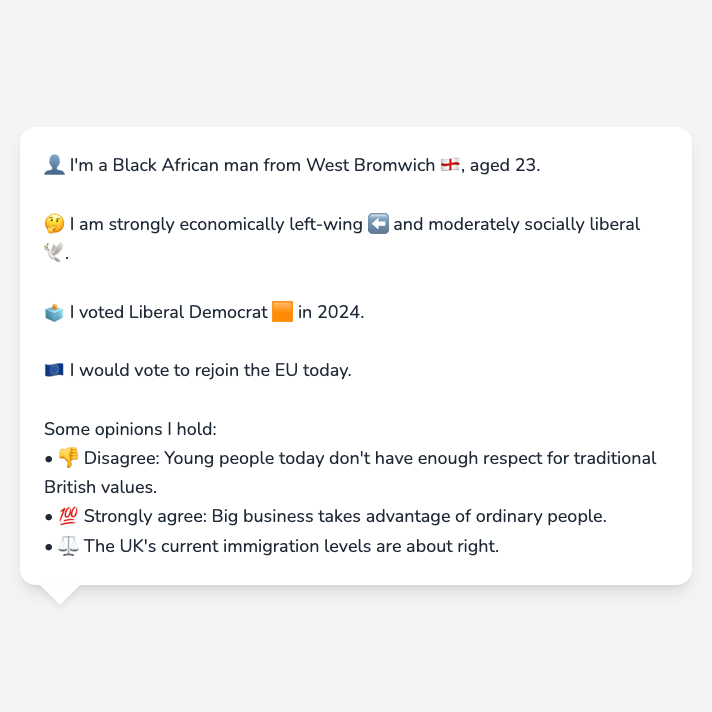 👤 I'm a Black African man from West Bromwich 🏴󠁧󠁢󠁥󠁮󠁧󠁿, aged 23.
🤔 I am strongly economically left-wing ⬅️ and moderately socially liberal
🕊️.
🗳️ I voted Liberal Democrat 🟧 in 2024.
🇪🇺 I would vote to rejoin the EU today.
Some opinions I hold:
• 👎 Disagree: Young people today don't have enough respect for traditional
British values.
• 💯 Strongly agree: Big business takes advantage of ordinary people.
• ⚖️ The UK's current immigration levels are about right.